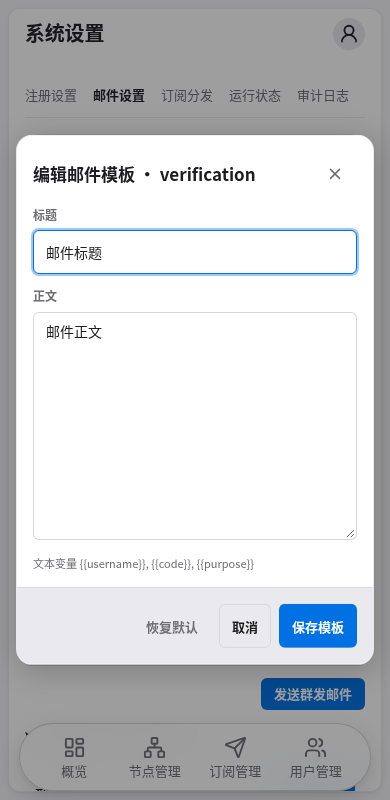 系统设置
注册设置 邮件设置 订阅分发 运行状态 审计日志
编辑邮件模板 · verification
标题
邮件标题
正文
邮件正文
文本变量 {{username}}, {{code}}, {{purpose}}
恢复默认 取消 保存模板
发送群发邮件
概览 节点管理 订阅管理 用户管理